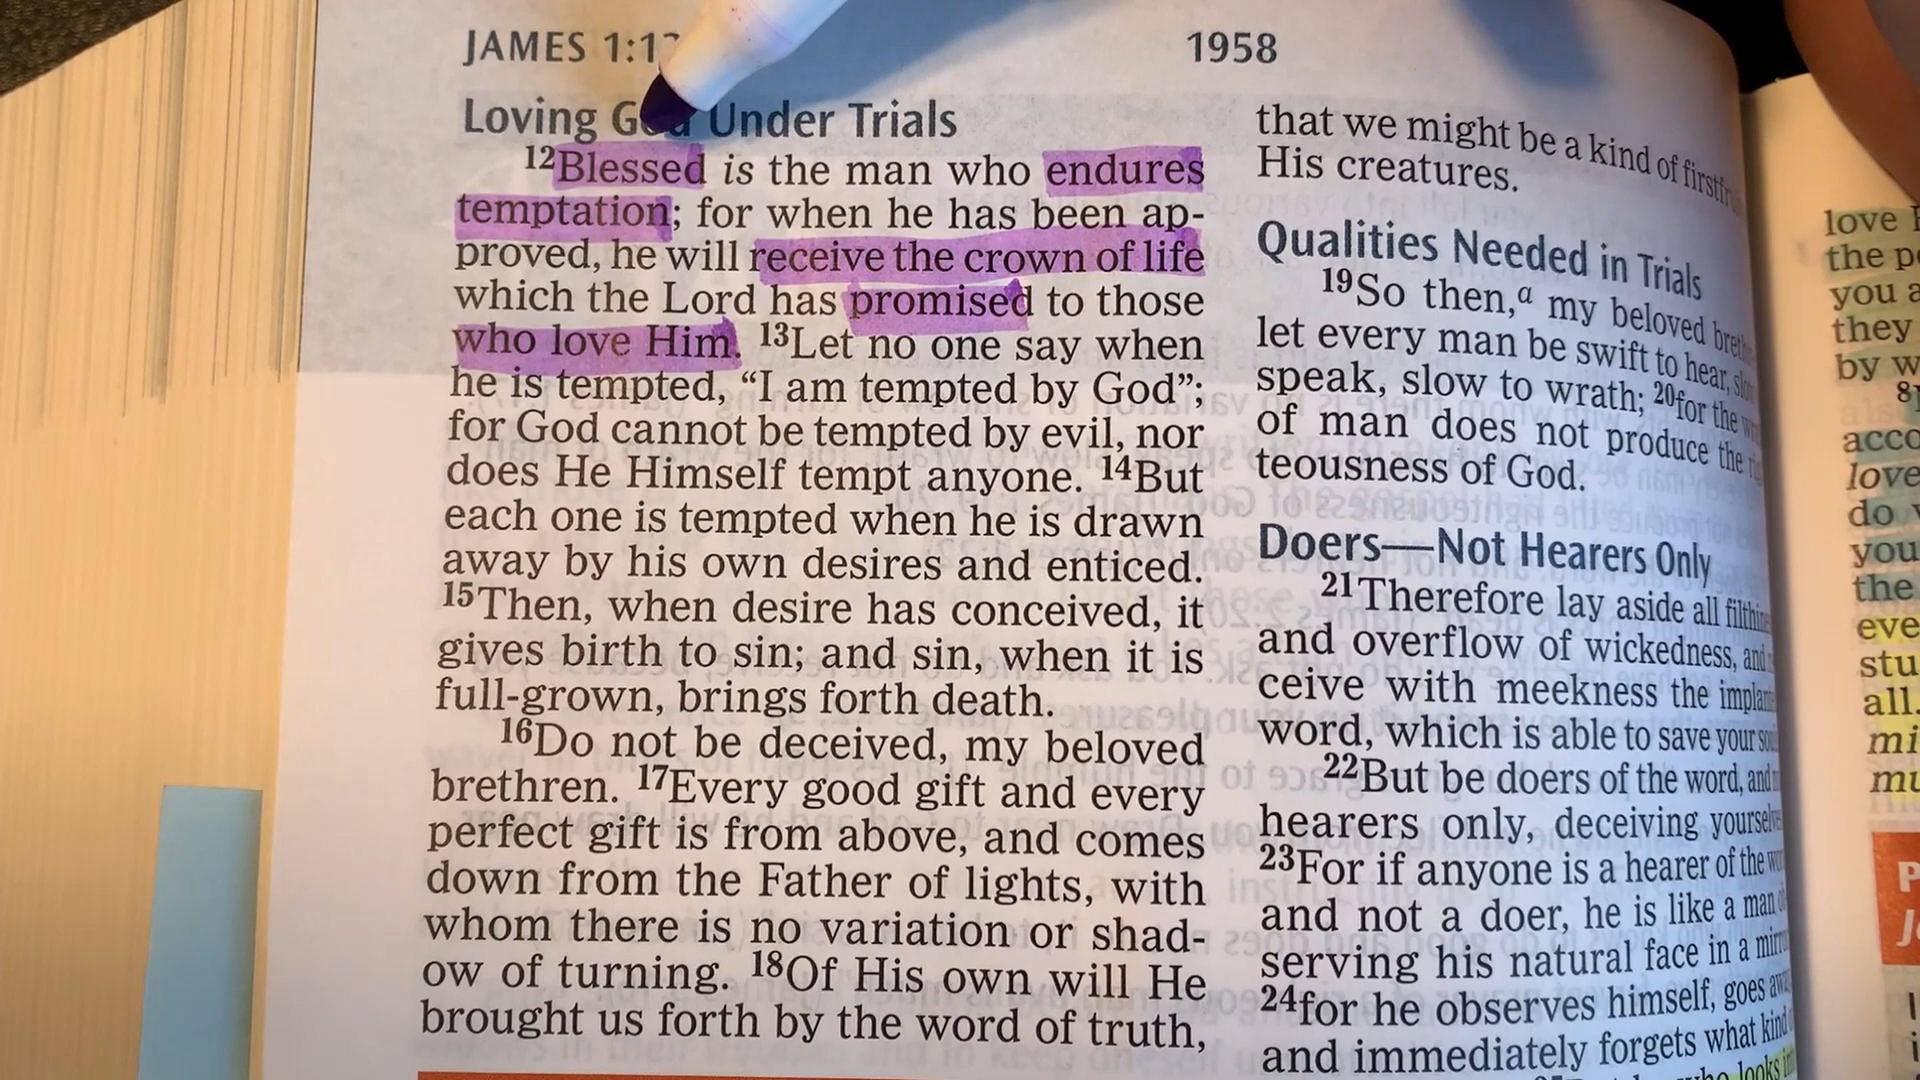 JAMES
1958
Loving God Under Trials
12Blessed is the man who endures
temptation; for when he has been ap-
proved, he will receive the crown of life
which the Lord has promised to those
who love Him. 13Let no one say when
he is tempted, “I am tempted by God”;
for God cannot be tempted by evil, nor
does He Himself tempt anyone. 14But
each one is tempted when he is drawn
away by his own desires and enticed.
15Then, when desire has conceived, it
gives birth to sin; and sin, when it is
full-grown, brings forth death.
16Do not be deceived, my beloved
brethren. 17Every good gift and every
perfect gift is from above, and comes
down from the Father of lights, with
whom there is no variation or shad-
ow of turning. 18Of His own will He
brought us forth by the word of truth,
that we might be a kind of
His creatures.
Qualities Needed in Trials
19So then,a my beloved
let every man be swift to hear,
speak, slow to wrath; 20for the
of man does not produce the
teousness of God.
Doers—Not Hearers Only
21Therefore lay aside all
and overflow of wickedness, and
ceive with meekness the
word, which is able to save your
22But be doers of the word, and
hearers only, deceiving
23For if anyone is a hearer of the
and not a doer, he is like a man
serving his natural face in a
24for he observes himself, goes
and immediately forgets what kind
looks
love
the
you
they
by
love
do
you
the
all.